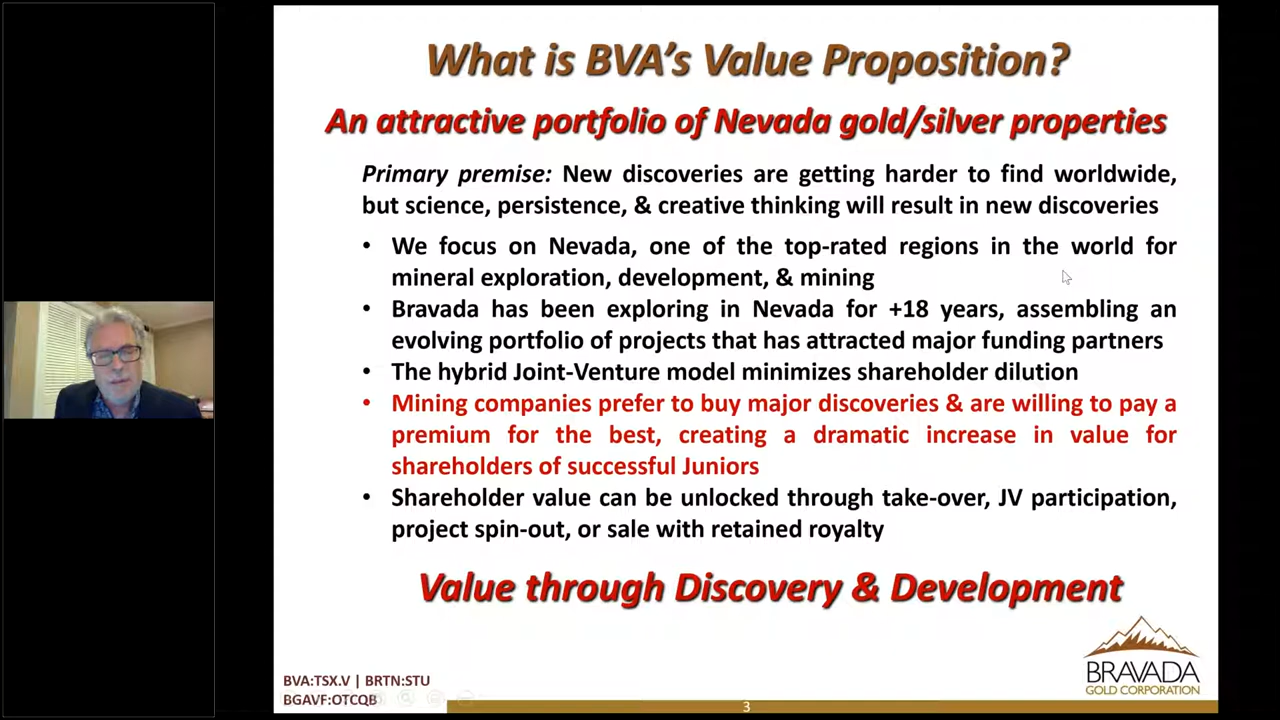 What is BVA's Value Proposition?
An attractive portfolio of Nevada gold/silver properties
Primary premise: New discoveries are getting harder to find worldwide,
but science, persistence, & creative thinking will result in new discoveries
• We focus on Nevada, one of the top-rated regions in the world for
mineral exploration, development, & mining
• Bravada has been exploring in Nevada for +18 years, assembling an
evolving portfolio of projects that has attracted major funding partners
• The hybrid Joint-Venture model minimizes shareholder dilution
• Mining companies prefer to buy major discoveries & are willing to pay a
premium for the best, creating a dramatic increase in value for
shareholders of successful Juniors
• Shareholder value can be unlocked through take-over, JV participation,
project spin-out, or sale with retained royalty
Value through Discovery & Development
BRAVADA
GOLD CORPORATION
BVA:TSX.V | BRTN:STU
BGAVF:OTCQB
3